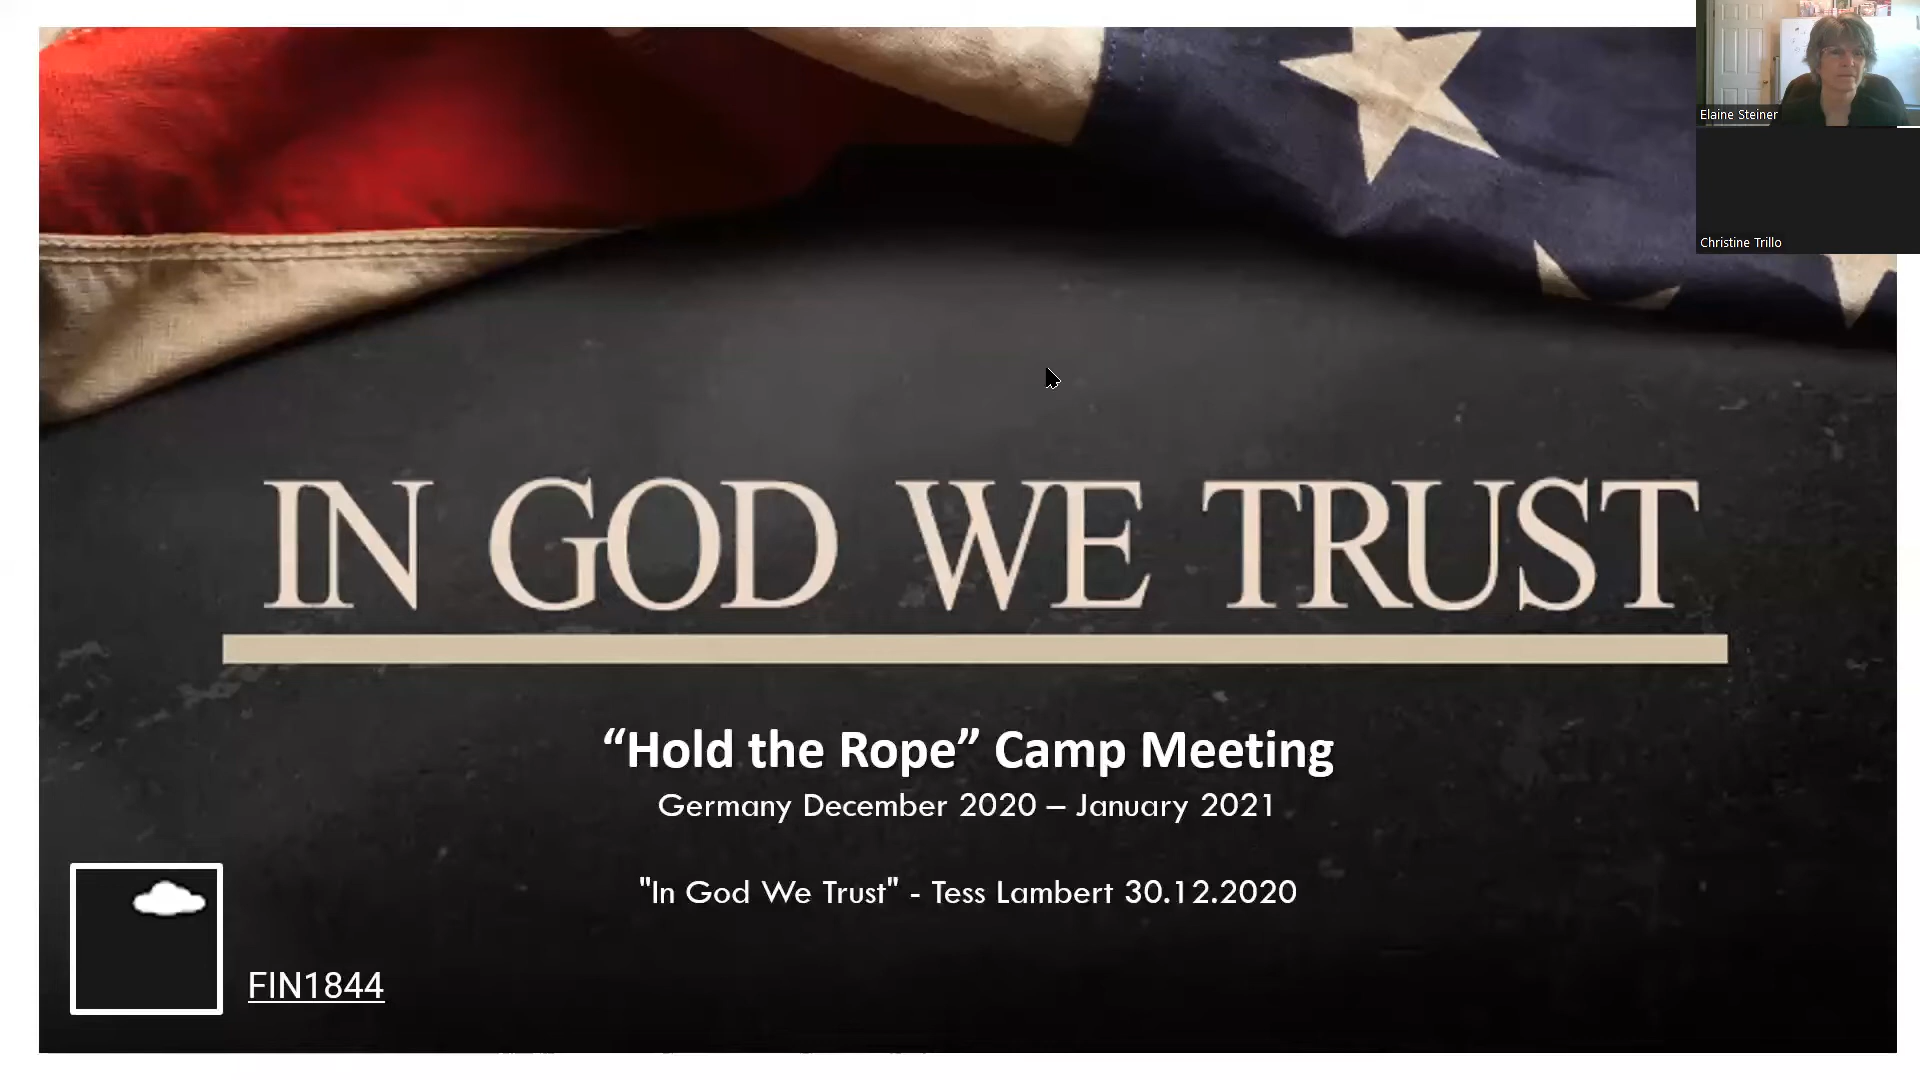 Elaine Steiner
Christine Trillo
IN GOD WE TRUST
“Hold the Rope” Camp Meeting
Germany December 2020 – January 2021
"In God We Trust" - Tess Lambert 30.12.2020
FIN1844